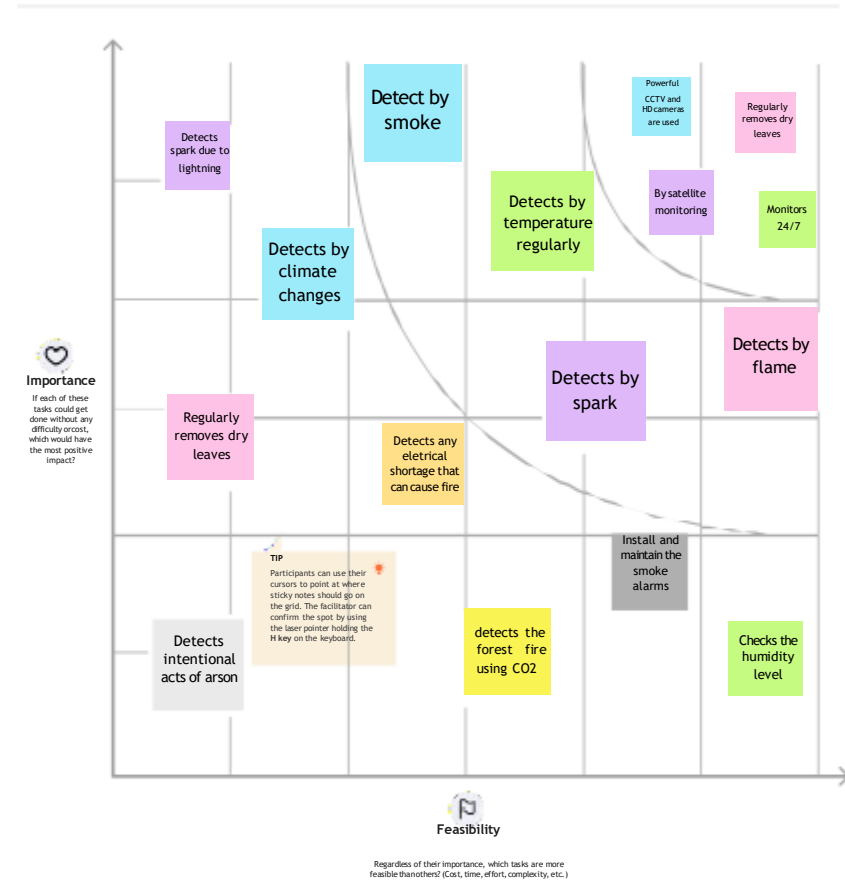 Detect by
smoke
Powerful
CCTV and
HD cameras
are used
Regularly
removes dry
leaves
Detects
spark due to
lightning
Detects by
temperature
regularly
By satellite
monitoring
Monitors
24/7
Detects by
climate
changes
Detects by
flame
Detects by
spark
Importance
If each of these
tasks could get
done without any
difficulty or cost,
which would have
the most positive
impact?
Regularly
removes dry
leaves
Detects any
eletrical
shortage that
can cause fire
Install and
maintain the
smoke
alarms
TIP
Participants can use their
cursors to point at where
sticky notes should go on
the grid. The facilitator can
confirm the spot by using
the laser pointer holding the
H key on the keyboard.
Detects
intentional
acts of arson
detects the
forest fire
using CO2
Checks the
humidity
level
Feasibility
Regardless of their importance, which tasks are more
feasible than others? (Cost, time, effort, complexity, etc.)